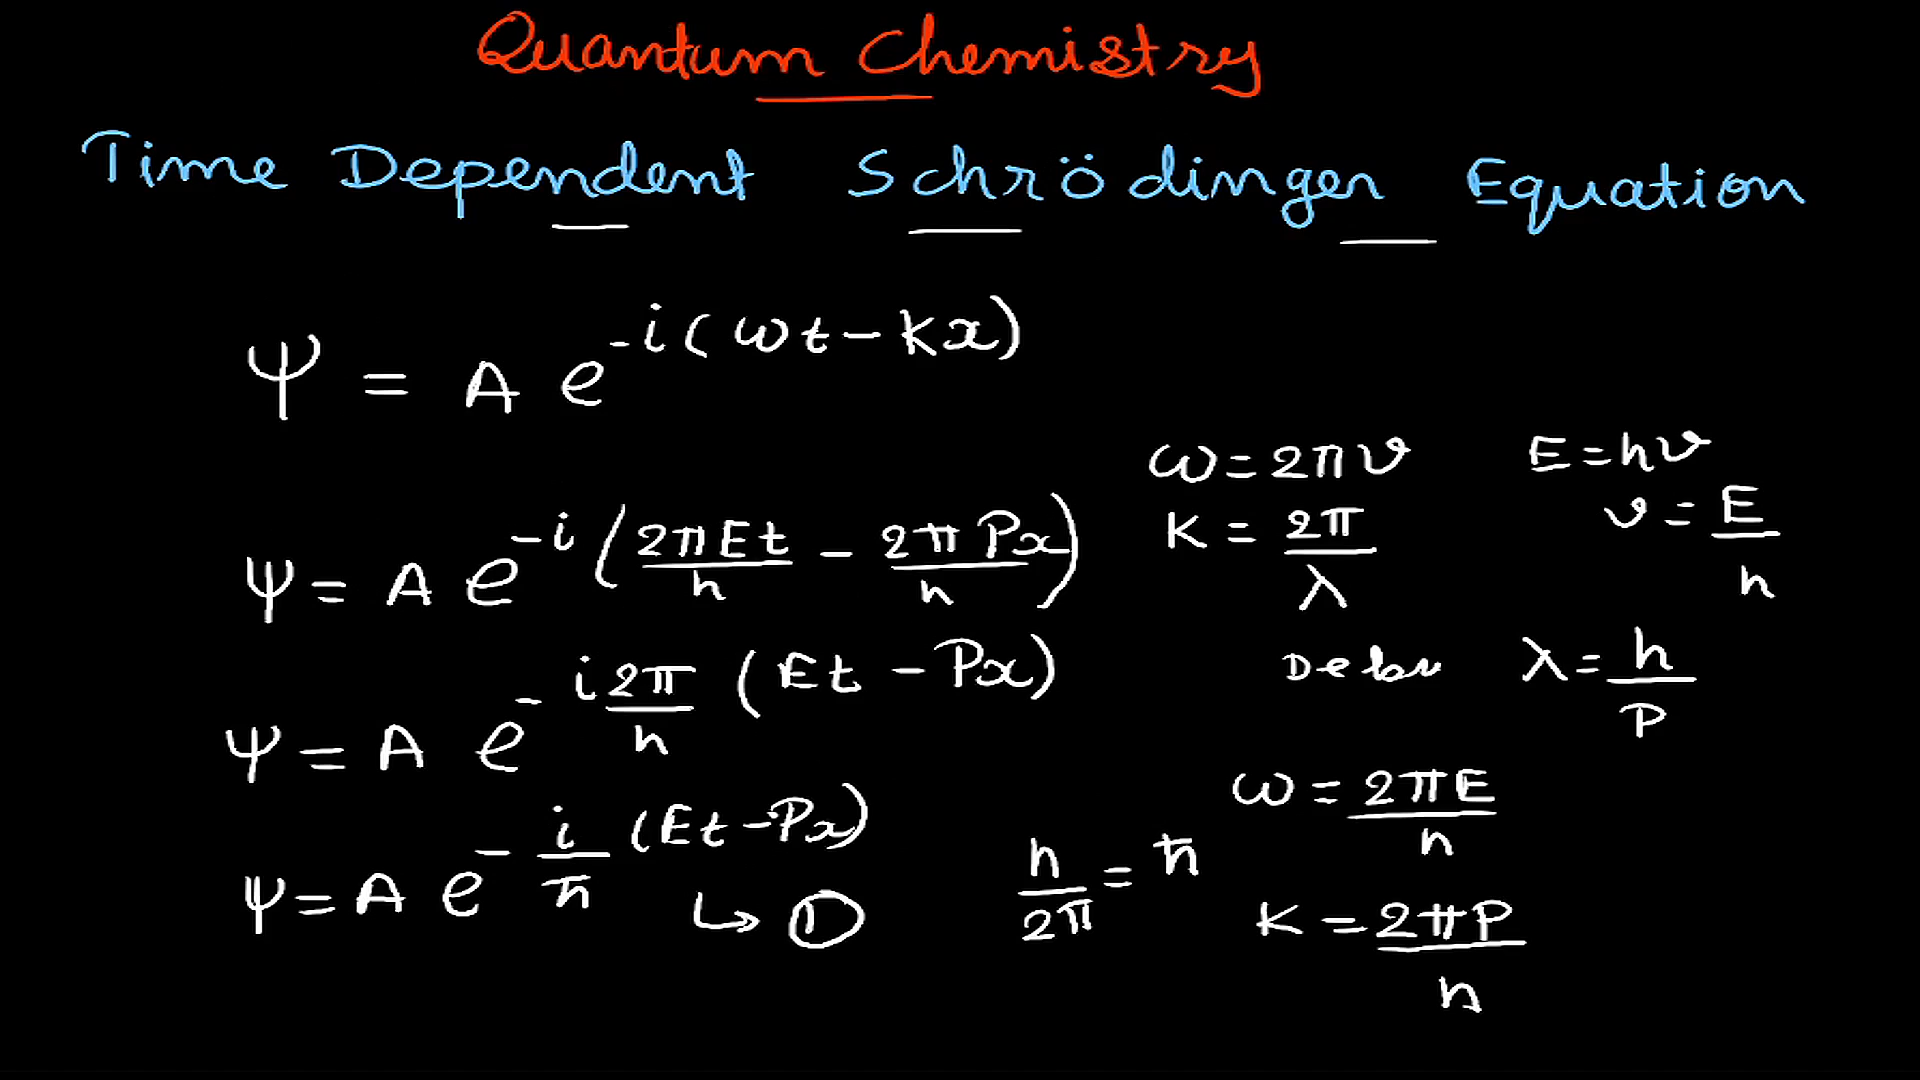 Quantum Chemistry
Time Dependent Schrödinger Equation
Ψ = A e^{-i(ωt-kx)}
ω = 2πν
E = hν
K = 2π/λ
ν = E/h
Ψ = A e^{-i(2πEt/h - 2πPx/h)}
λ = h/P
Ψ = A e^{-i2π/h (Et - Px)}
ω = 2πE/h
Ψ = A e^{-i/ħ (Et-Px)}
↳ ①
h/2π = ħ
K = 2πP/h